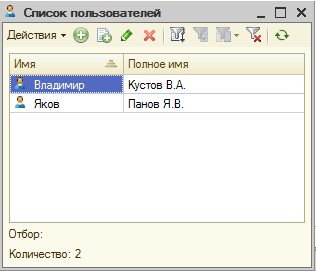 Список пользователей
Действия
Имя Полное имя
Владимир Кустов В.А.
Яков Панов Я.В.
Отбор:
Количество: 2